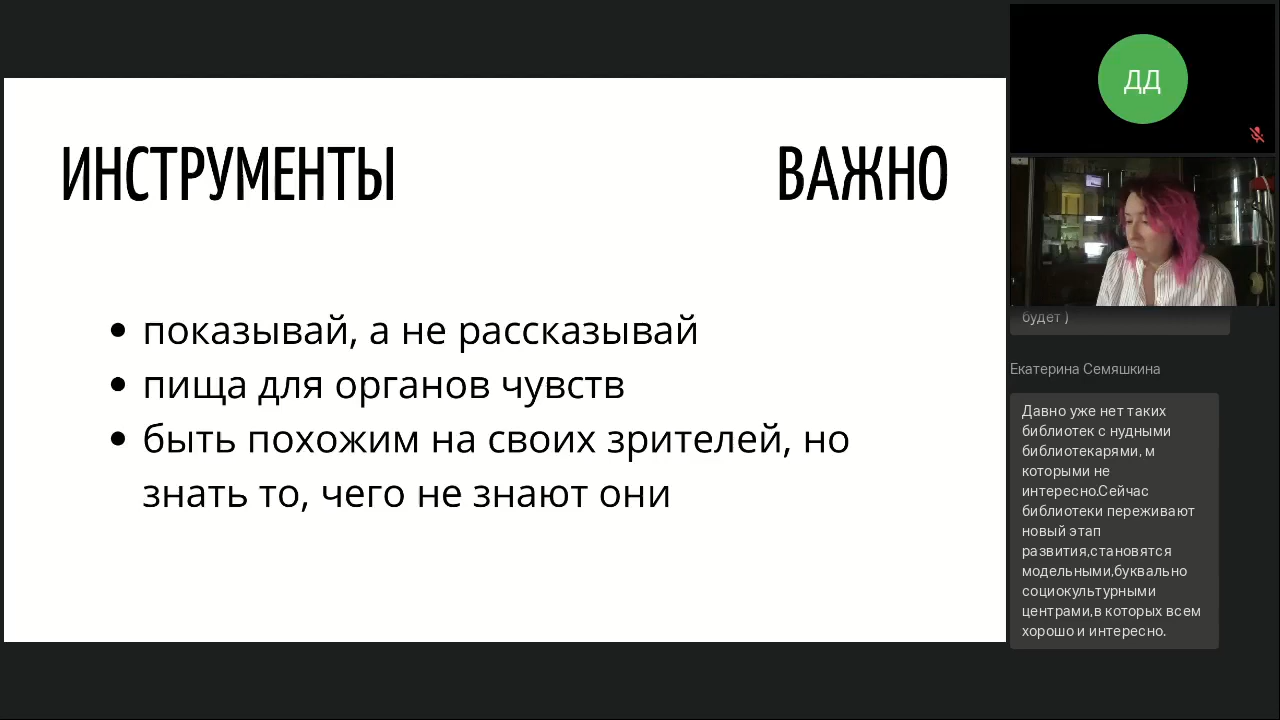 ИНСТРУМЕНТЫ
ВАЖНО
• показывай, а не рассказывай
• пища для органов чувств
• быть похожим на своих зрителей, но
знать то, чего не знают они
ДД
будет )
Екатерина Семяшкина
Давно уже нет таких
библиотек с нудными
библиотекарями, м
которыми не
интересно.Сейчас
библиотеки переживают
новый этап
развития,становятся
модельными,буквально
социокультурными
центрами,в которых всем
хорошо и интересно.